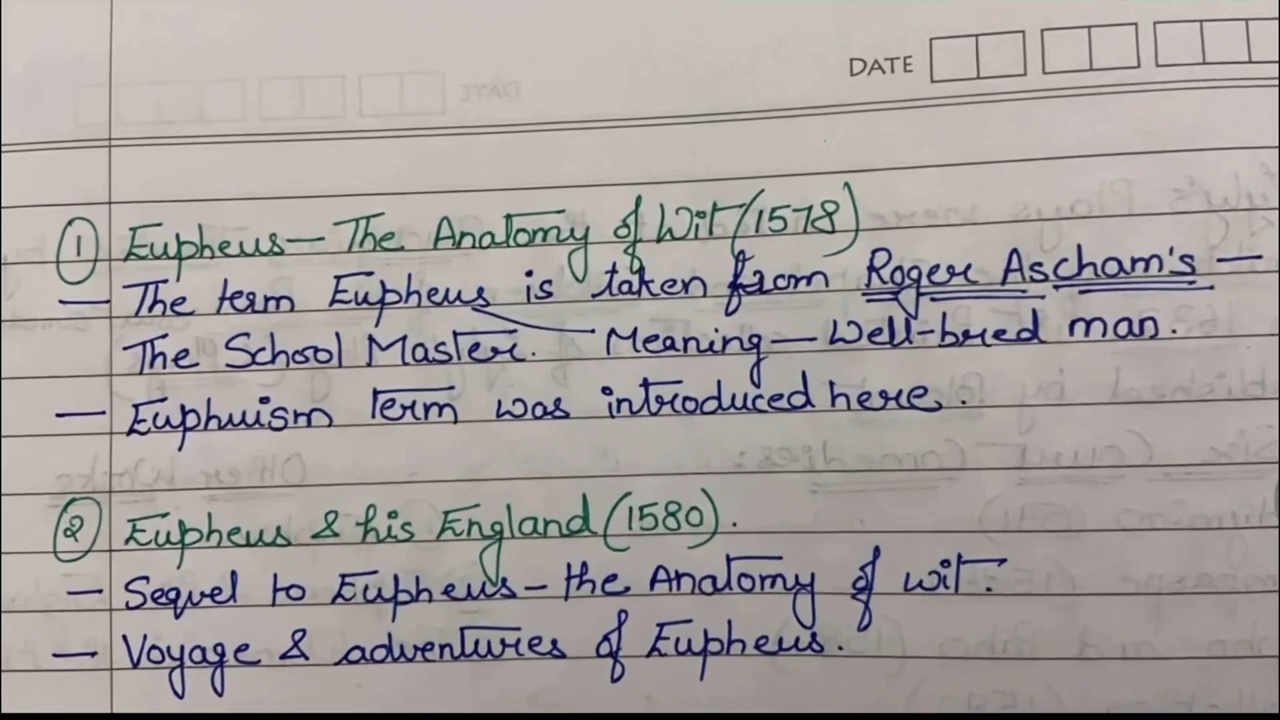 DATE
① Eupheus – The Anatomy of Wit (1578)
– The term Eupheus is taken from Roger Ascham's –
The School Master. Meaning – Well-bred man.
– Euphuism Term was introduced here.
② Eupheus & his England (1580).
– Sequel to Eupheus – the Anatomy of wit.
– Voyage & adventures of Eupheus.